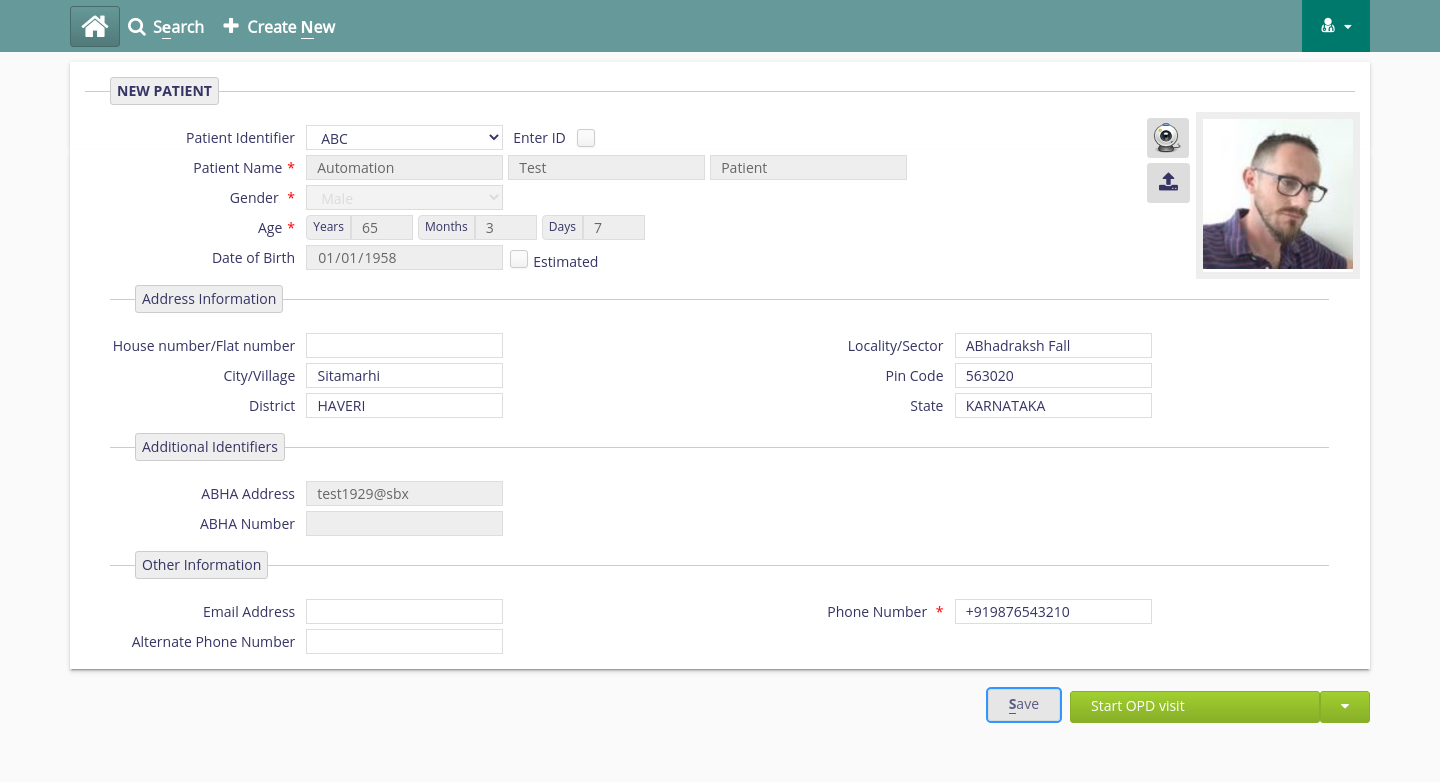 Search Create New
NEW PATIENT
Patient Identifier ABC Enter ID
Patient Name * Automation Test Patient
Gender * Male
Age * Years 65 Months 3 Days 7
Date of Birth 01/01/1958 Estimated
Address Information
House number/Flat number Locality/Sector ABhadraksh Fall
City/Village Sitamarhi Pin Code 563020
District HAVERI State KARNATAKA
Additional Identifiers
ABHA Address test1929@sbx
ABHA Number
Other Information
Email Address Phone Number * +919876543210
Alternate Phone Number
Save Start OPD visit